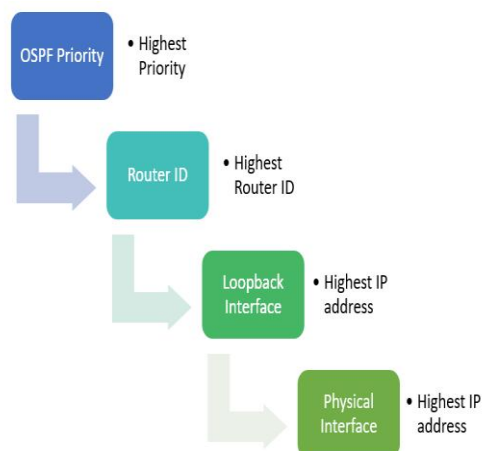 OSPF Priority
• Highest
Priority
Router ID
• Highest
Router ID
Loopback
Interface
• Highest IP
address
Physical
Interface
• Highest IP
address